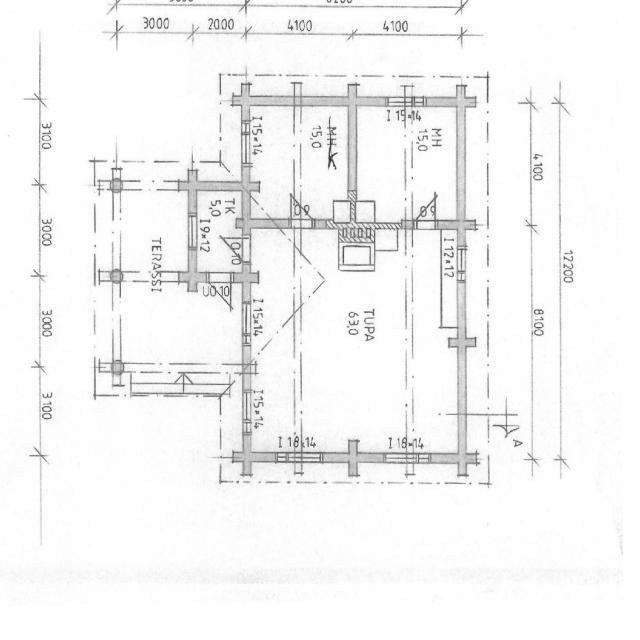 3000
2000
4100
4100
3100
3000
3000
3100
4100
8100
12200
I 15×14
I 15×14
MH
15,0
MH
15,0
TK
5,0
I 9×12
TERASSI
O 9
O 9
O 10
UO 10
I 12×12
I 15×14
TUPA
63,0
I 15×14
I 18×14
I 18×14
A